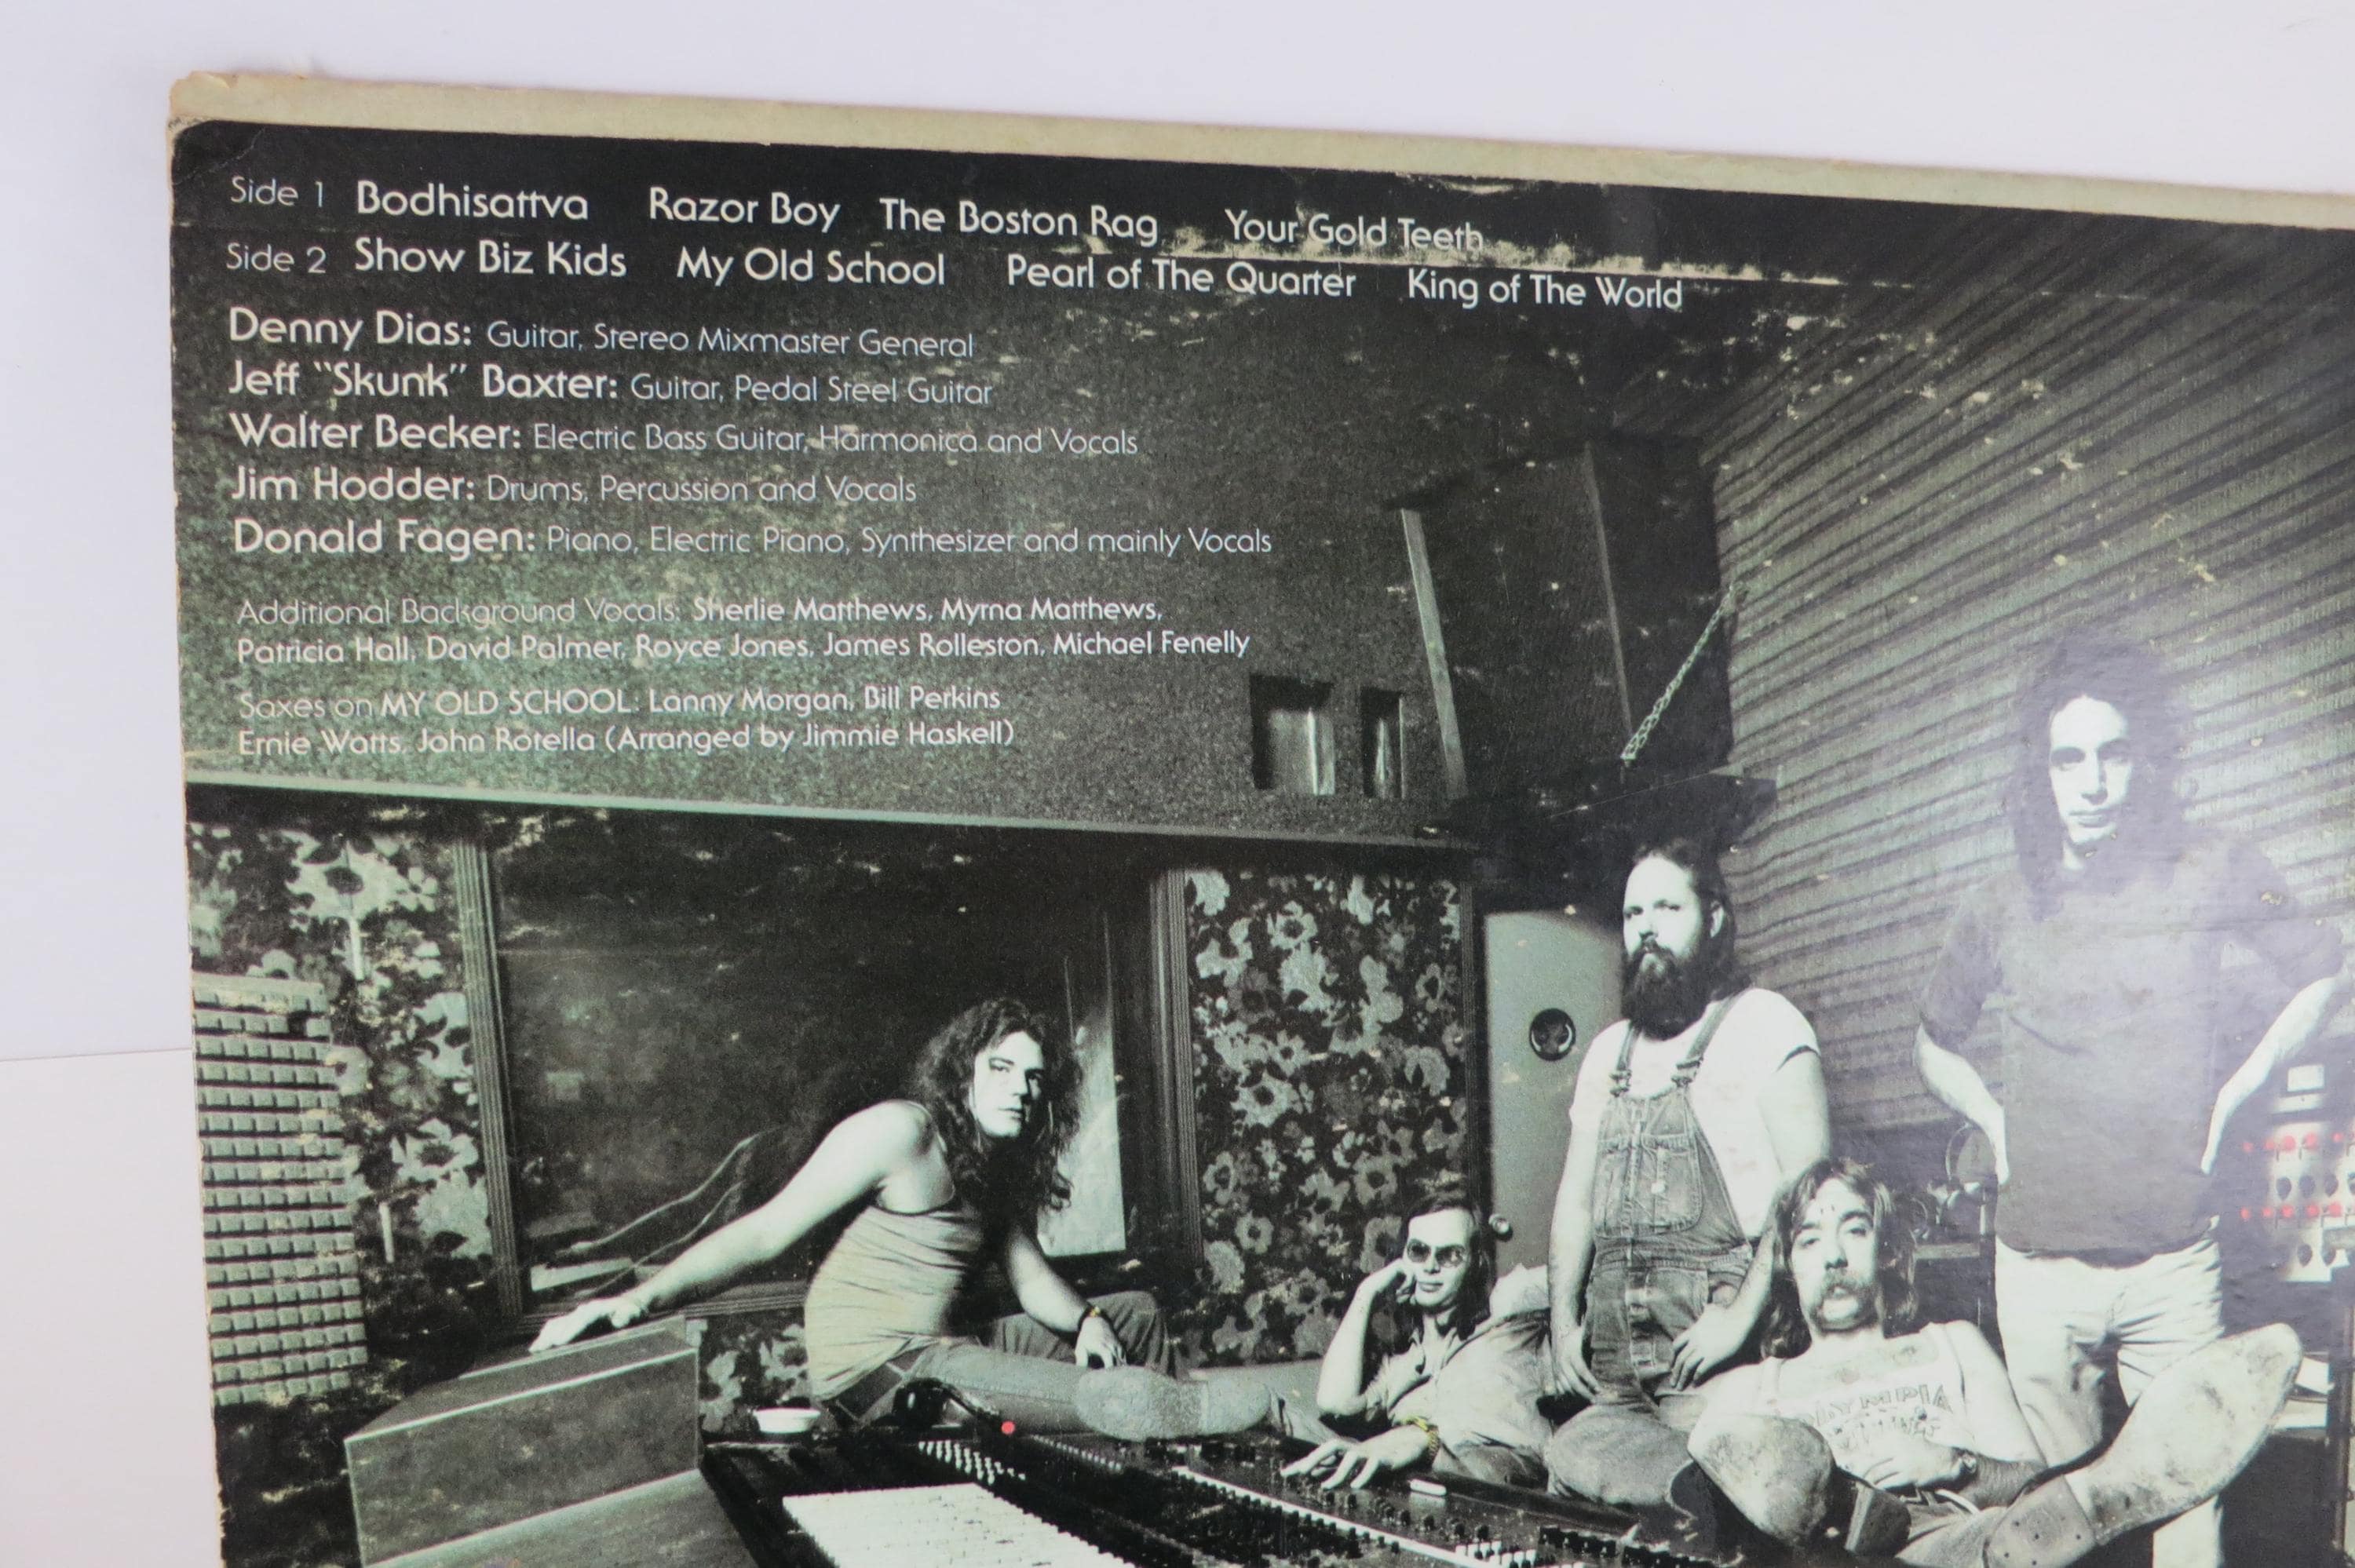 Side 1 Bodhisattva Razor Boy The Boston Rag Your Gold Teeth
Side 2 Show Biz Kids My Old School Pearl of The Quarter King of The World
Denny Dias: Guitar, Stereo Mixmaster General
Jeff "Skunk" Baxter: Guitar, Pedal Steel Guitar
Walter Becker: Electric Bass Guitar, Harmonica and Vocals
Jim Hodder: Drums, Percussion and Vocals
Donald Fagen: Piano, Electric Piano, Synthesizer and mainly Vocals
Additional Background Vocals: Sherlie Matthews, Myrna Matthews,
Patricia Hall, David Palmer, Royce Jones, James Rolleston, Michael Fenelly
Saxes on MY OLD SCHOOL: Lanny Morgan, Bill Perkins
Ernie Watts, John Rotella (Arranged by Jimmie Haskell)
OLYMPIA